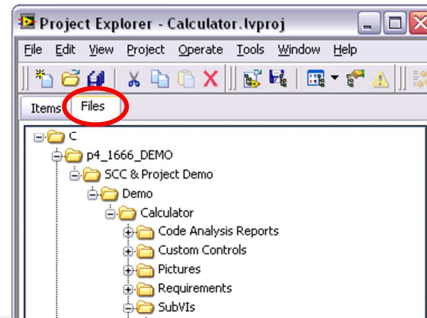 Project Explorer - Calculator.lvproj
File Edit View Project Operate Tools Window Help
Items Files
C
p4_1666_DEMO
SCC & Project Demo
Demo
Calculator
Code Analysis Reports
Custom Controls
Pictures
Requirements
SubVIs